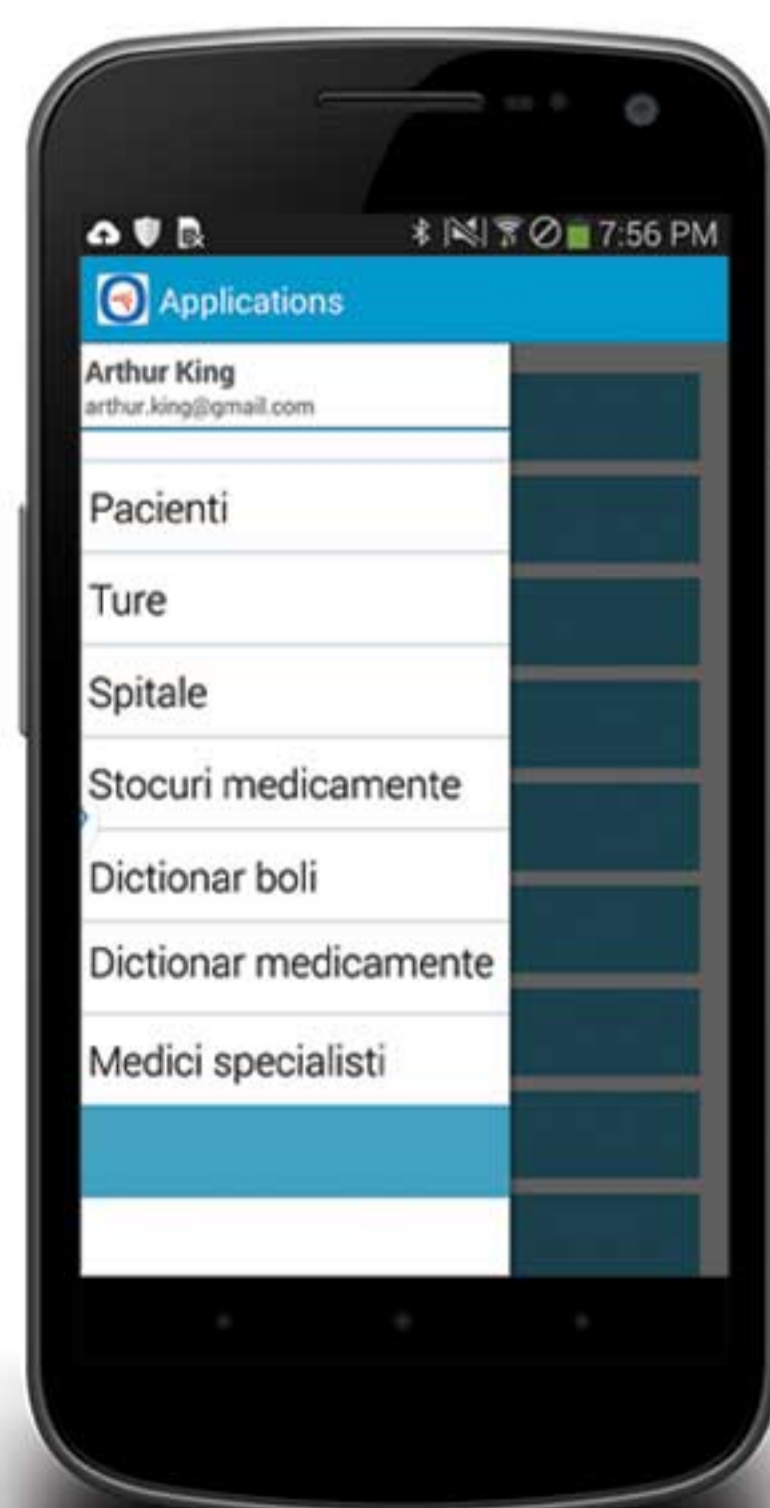 7:56 PM
Applications
Arthur King
arthur.king@gmail.com
Pacienti
Ture
Spitale
Stocuri medicamente
Dictionar boli
Dictionar medicamente
Medici specialisti